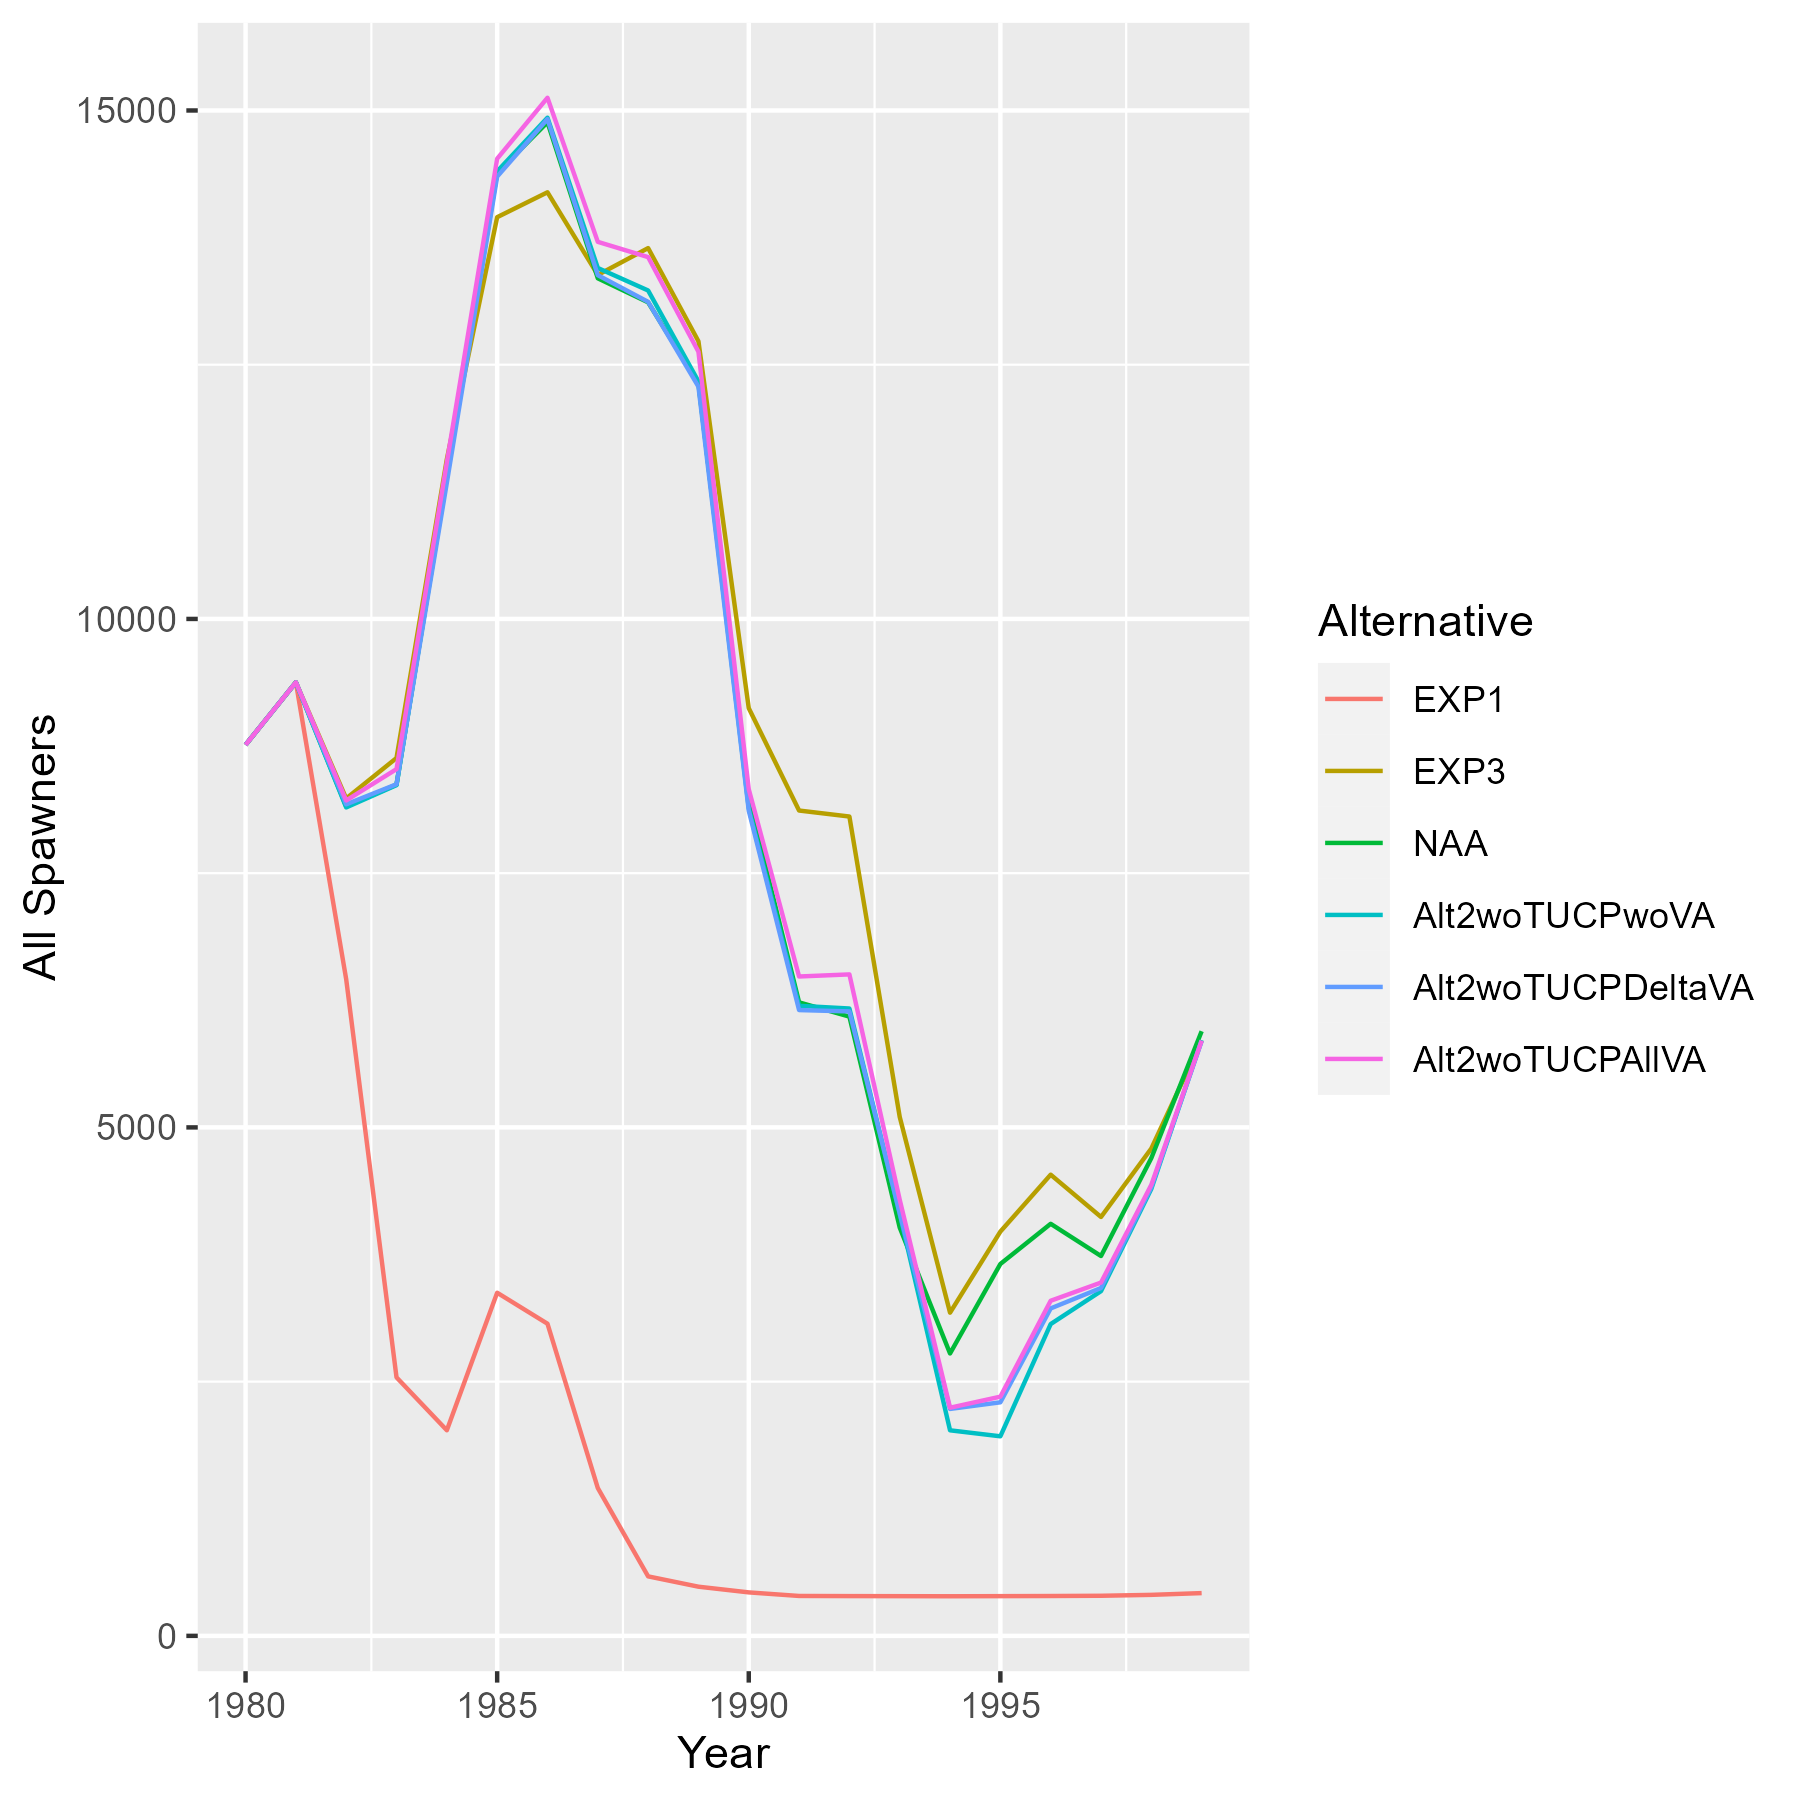 15000
10000
5000
0
All Spawners
1980 1985 1990 1995
Year
Alternative
EXP1
EXP3
NAA
Alt2woTUCPwoVA
Alt2woTUCPDeltaVA
Alt2woTUCPAllVA